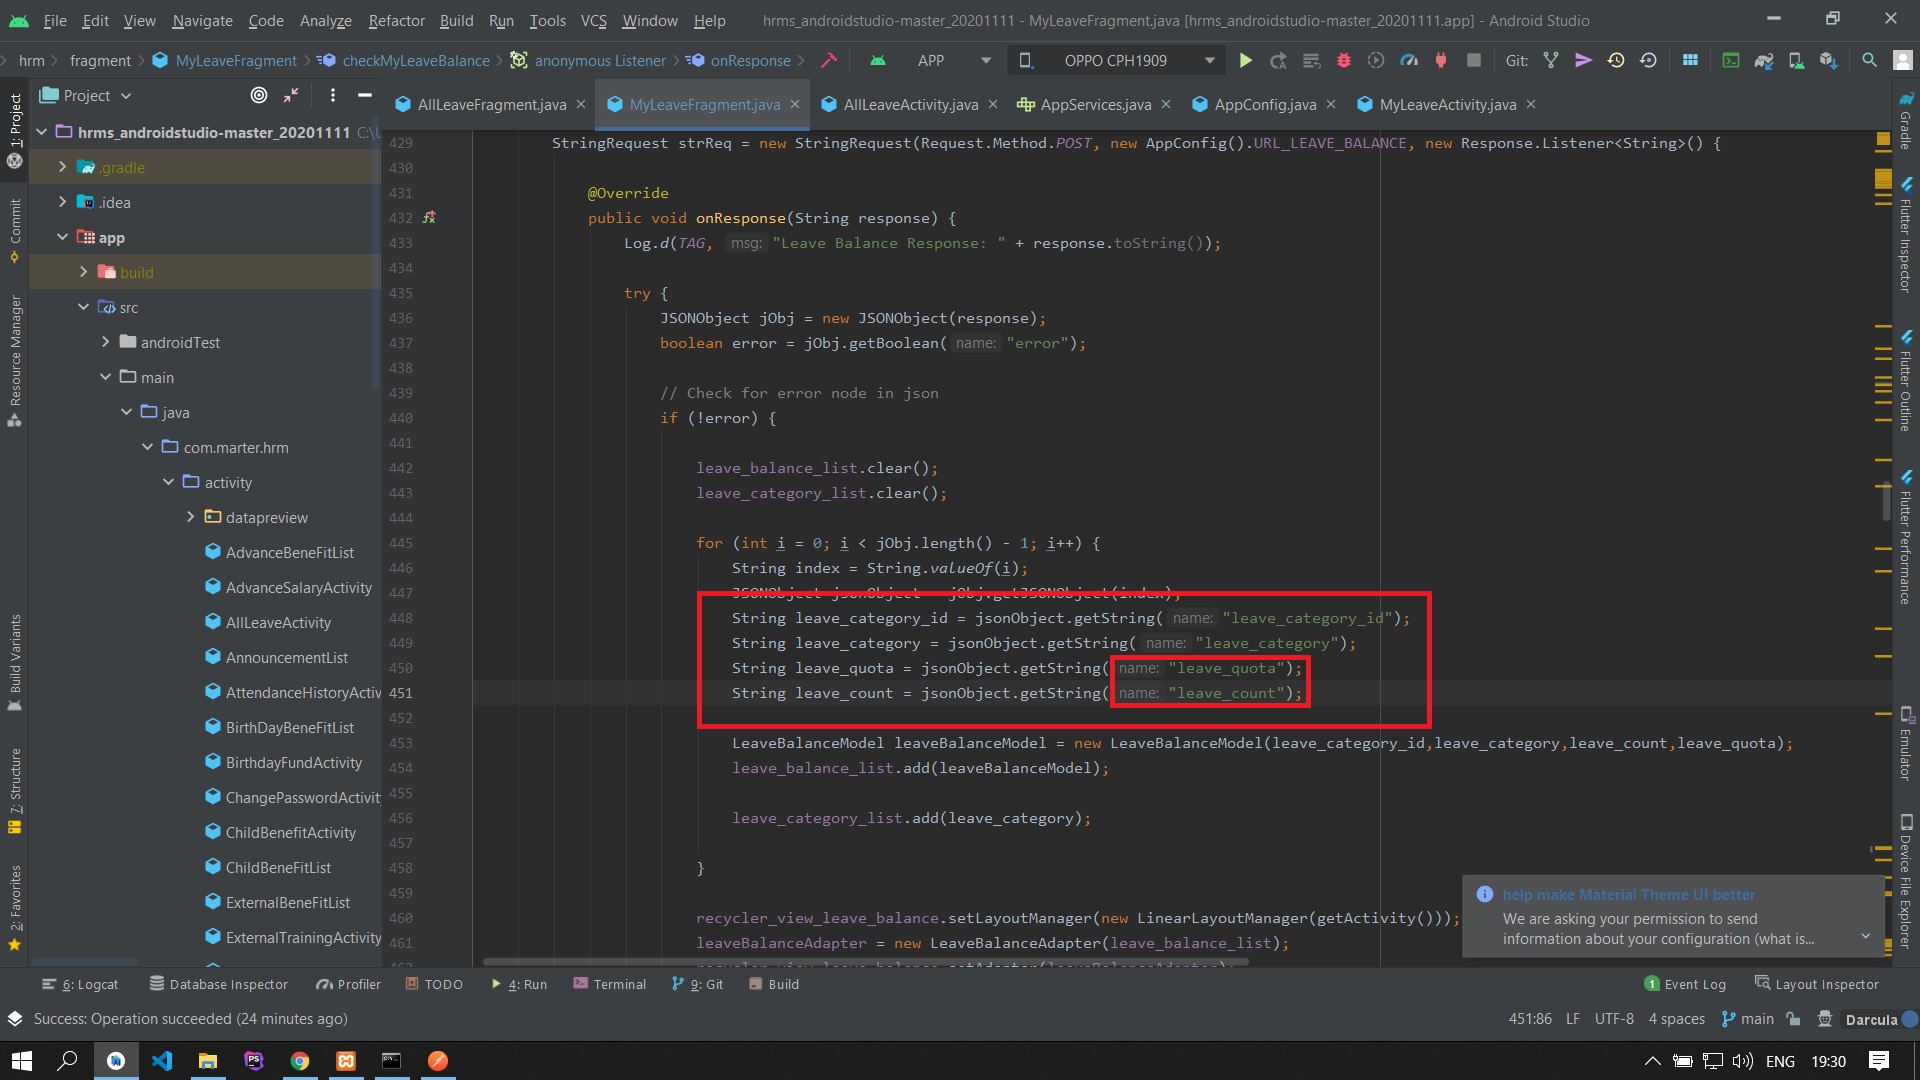 File Edit View Navigate Code Analyze Refactor Build Run Tools VCS Window Help hrms_androidstudio-master_20201111 - MyLeaveFragment.java [hrms_androidstudio-master_20201111.app] - Android Studio
hrm fragment MyLeaveFragment checkMyLeaveBalance anonymous Listener onResponse APP OPPO CPH1909 Git:
Project
AllLeaveFragment.java MyLeaveFragment.java AllLeaveActivity.java AppServices.java AppConfig.java MyLeaveActivity.java
hrms_androidstudio-master_20201111
.gradle
.idea
app
build
src
androidTest
main
java
com.marter.hrm
activity
datapreview
AdvanceBeneFitList
AdvanceSalaryActivity
AllLeaveActivity
AnnouncementList
AttendanceHistoryActiv
BirthDayBeneFitList
BirthdayFundActivity
ChangePasswordActivit
ChildBenefitActivity
ChildBeneFitList
ExternalBeneFitList
ExternalTrainingActivity
1: Project
Commit
Resource Manager
Build Variants
7: Structure
2: Favorites
429 StringRequest strReq = new StringRequest(Request.Method.POST, new AppConfig().URL_LEAVE_BALANCE, new Response.Listener<String>() {
430
431 @Override
432 public void onResponse(String response) {
433 Log.d(TAG, msg: "Leave Balance Response: " + response.toString());
434
435 try {
436 JSONObject jObj = new JSONObject(response);
437 boolean error = jObj.getBoolean( name: "error");
438
439 // Check for error node in json
440 if (!error) {
441
442 leave_balance_list.clear();
443 leave_category_list.clear();
444
445 for (int i = 0; i < jObj.length() - 1; i++) {
446 String index = String.valueOf(i);
447 JSONObject jsonObject = jObj.getJSONObject(index);
448 String leave_category_id = jsonObject.getString( name: "leave_category_id");
449 String leave_category = jsonObject.getString( name: "leave_category");
450 String leave_quota = jsonObject.getString( name: "leave_quota");
451 String leave_count = jsonObject.getString( name: "leave_count");
452
453 LeaveBalanceModel leaveBalanceModel = new LeaveBalanceModel(leave_category_id,leave_category,leave_count,leave_quota);
454 leave_balance_list.add(leaveBalanceModel);
455
456 leave_category_list.add(leave_category);
457
458 }
459
460 recycler_view_leave_balance.setLayoutManager(new LinearLayoutManager(getActivity()));
461 leaveBalanceAdapter = new LeaveBalanceAdapter(leave_balance_list);
Gradle
Flutter Inspector
Flutter Outline
Flutter Performance
Emulator
Device File Explorer
help make Material Theme UI better
We are asking your permission to send
information about your configuration (what is...
6: Logcat Database Inspector Profiler TODO 4: Run Terminal 9: Git Build 1 Event Log Layout Inspector
Success: Operation succeeded (24 minutes ago) 451:86 LF UTF-8 4 spaces main Darcula
ENG 19:30